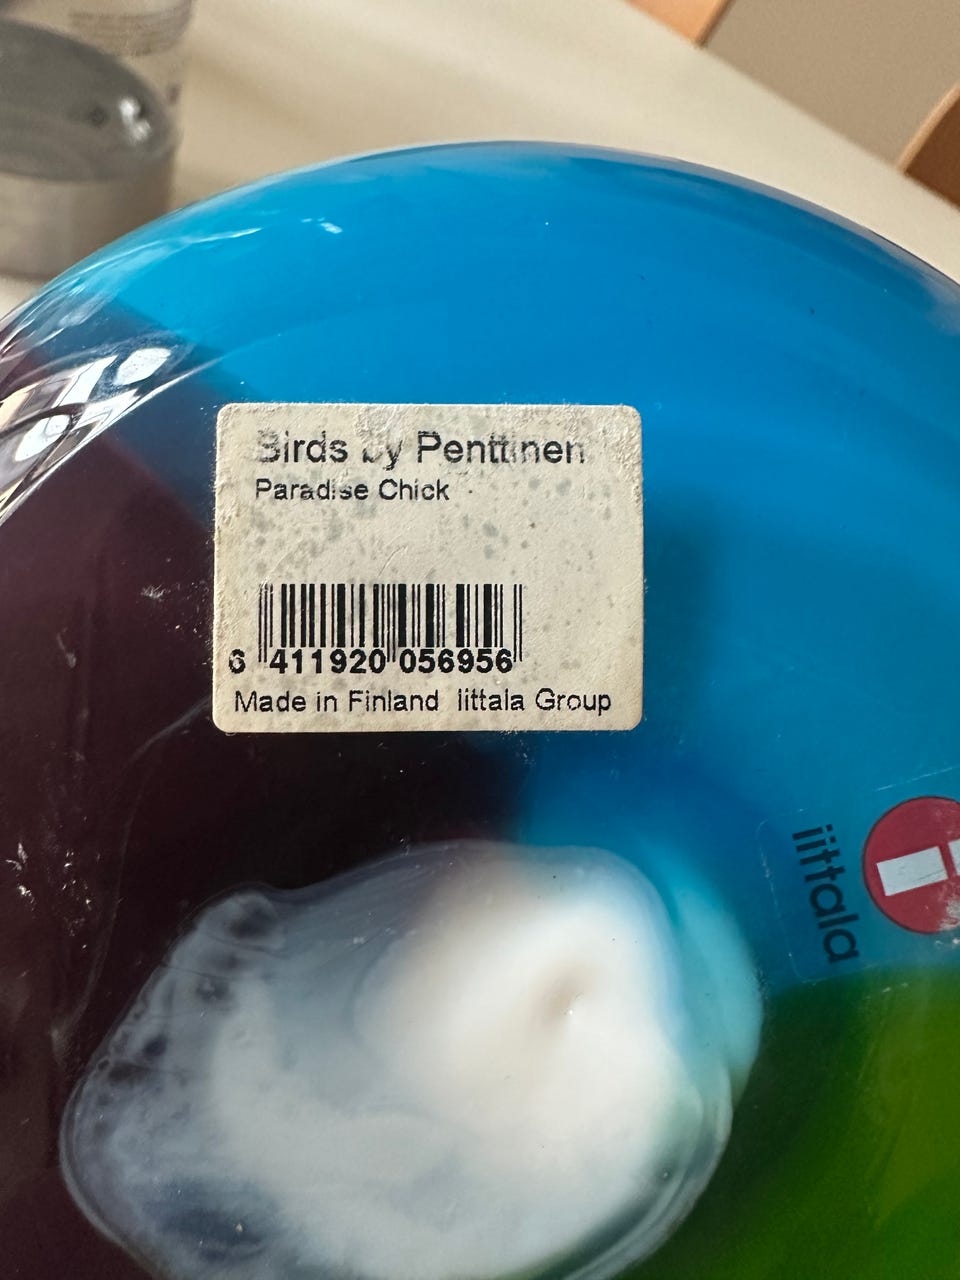 Birds by Penttinen
Paradise Chick
6 411920 056956
Made in Finland Iittala Group
iittala
i